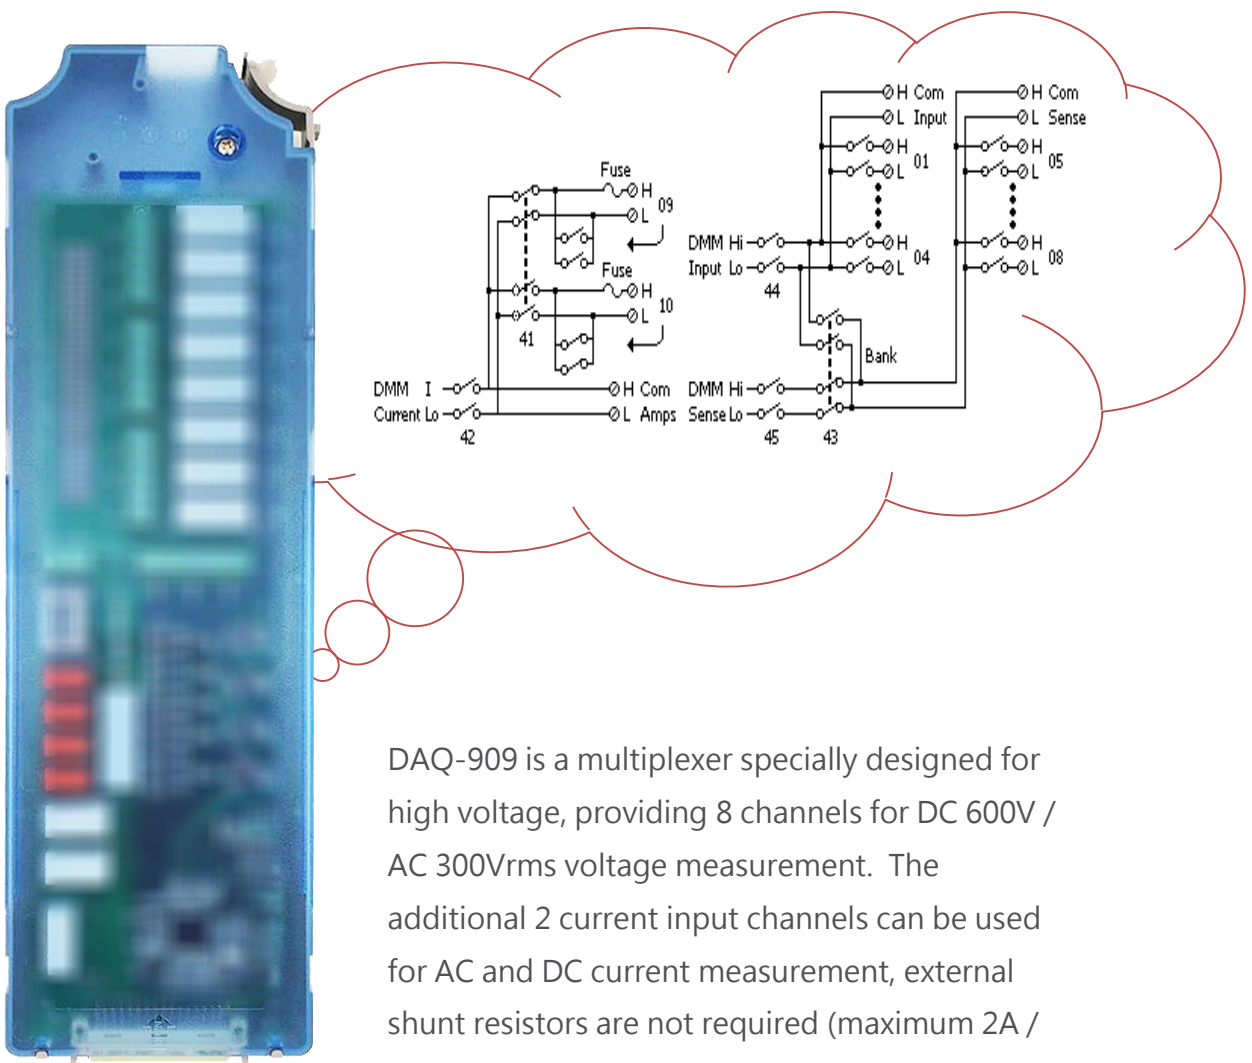 H Com
L Input
H
01
L
H
04
L
H Com
L Sense
H
05
L
H
08
L
Fuse
H
09
L
Fuse
H
10
L
41
DMM I
Current Lo
42
H Com
L Amps
DMM Hi
Input Lo
44
Bank
DMM Hi
Sense Lo
45
43
DAQ-909 is a multiplexer specially designed for
high voltage, providing 8 channels for DC 600V /
AC 300Vrms voltage measurement. The
additional 2 current input channels can be used
for AC and DC current measurement, external
shunt resistors are not required (maximum 2A /